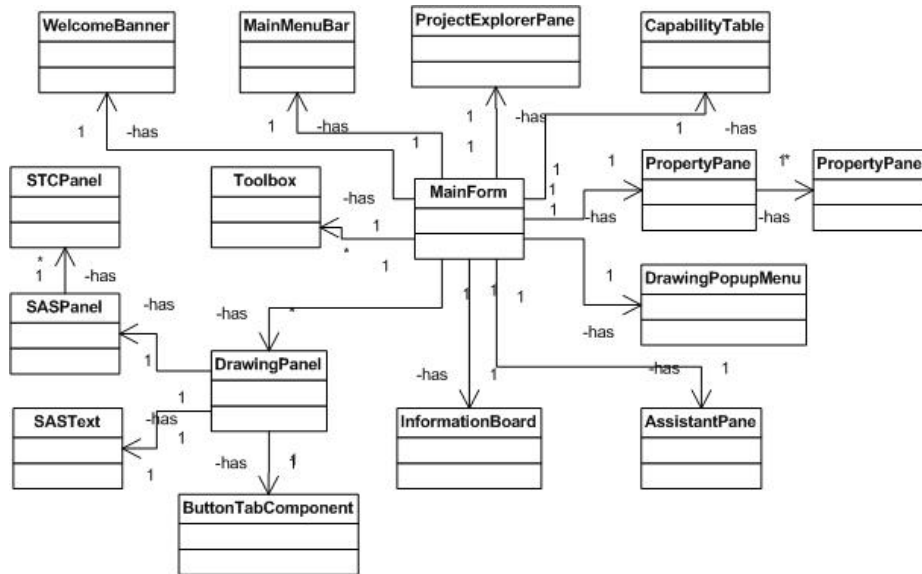 WelcomeBanner
MainMenuBar
ProjectExplorerPane
CapabilityTable
1
-has
1
-has
1
-has
1
-has
1
1
1
STCPanel
Toolbox
MainForm
PropertyPane
PropertyPane
1
1*
-has
1
1
-has
-has
1
*
*
1
-has
1
1
DrawingPopupMenu
SASPanel
-has
-has
*
1
1
1
-has
DrawingPanel
1
-has
1
-has
1
SASText
1
-has
1
InformationBoard
AssistantPane
1
-has
1
ButtonTabComponent